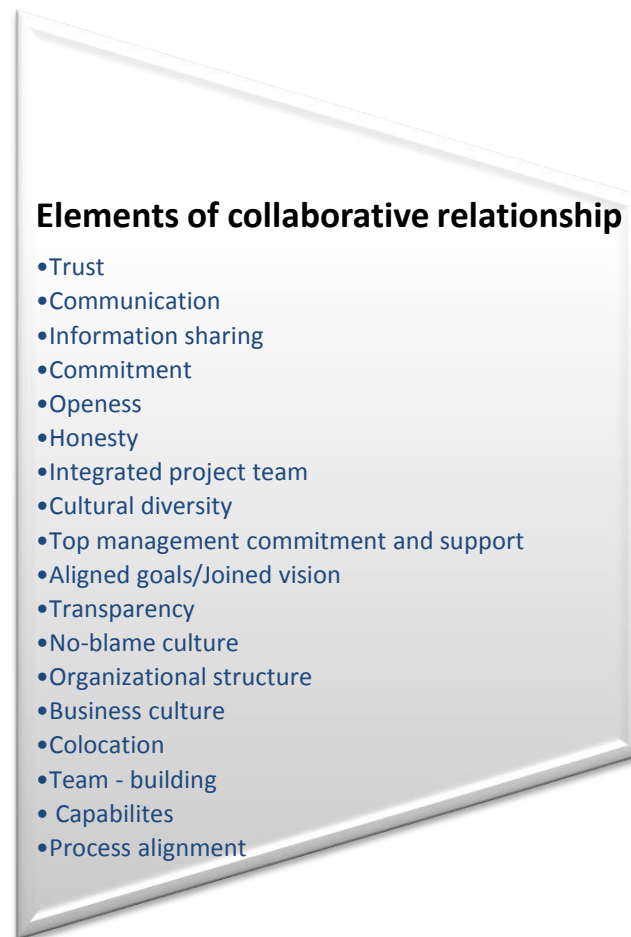 Elements of collaborative relationship
•Trust
•Communication
•Information sharing
•Commitment
•Openess
•Honesty
•Integrated project team
•Cultural diversity
•Top management commitment and support
•Aligned goals/Joined vision
•Transparency
•No-blame culture
•Organizational structure
•Business culture
•Colocation
•Team - building
• Capabilites
•Process alignment